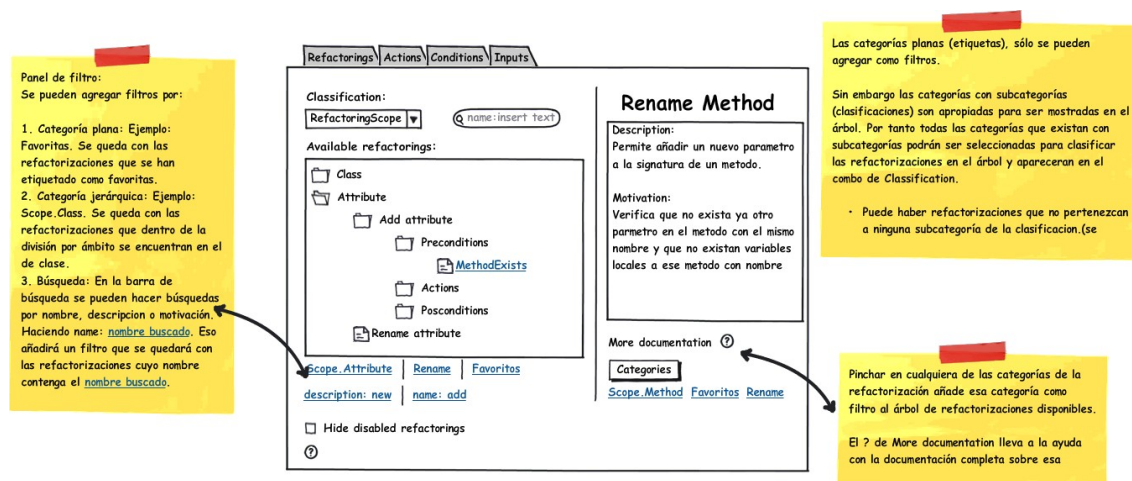 Panel de filtro:
Se pueden agregar filtros por:
1. Categoría plana: Ejemplo:
Favoritas. Se queda con las
refactorizaciones que se han
etiquetado como favoritas.
2. Categoría jerárquica: Ejemplo:
Scope.Class. Se queda con las
refactorizaciones que dentro de la
división por ámbito se encuentran en el
de clase.
3. Búsqueda: En la barra de
búsqueda se pueden hacer búsquedas
por nombre, descripcion o motivación.
Haciendo name: nombre buscado. Eso
añadirá un filtro que se quedará con
las refactorizaciones cuyo nombre
contenga el nombre buscado.
Refactorings Actions Conditions Inputs
Classification:
RefactoringScope
name:insert text
Available refactorings:
Class
Attribute
Add attribute
Preconditions
MethodExists
Actions
Posconditions
Rename attribute
Scope.Attribute Rename Favoritos
description: new name: add
Hide disabled refactorings
?
Rename Method
Description:
Permite añadir un nuevo parametro
a la signatura de un metodo.
Motivation:
Verifica que no exista ya otro
parmetro en el metodo con el mismo
nombre y que no existan variables
locales a ese metodo con nombre
More documentation ?
Categories
Scope.Method Favoritos Rename
Las categorías planas (etiquetas), sólo se pueden
agregar como filtros.
Sin embargo las categorías con subcategorías
(clasificaciones) son apropiadas para ser mostradas en el
árbol. Por tanto todas las categorías que existan con
subcategorías podrán ser seleccionadas para clasificar
las refactorizaciones en el árbol y apareceran en el
combo de Classification.
• Puede haber refactorizaciones que no pertenezcan
a ninguna subcategoría de la clasificacion.(se
Pinchar en cualquiera de las categorías de la
refactorización añade esa categoría como
filtro al árbol de refactorizaciones disponibles.
El ? de More documentation lleva a la ayuda
con la documentación completa sobre esa